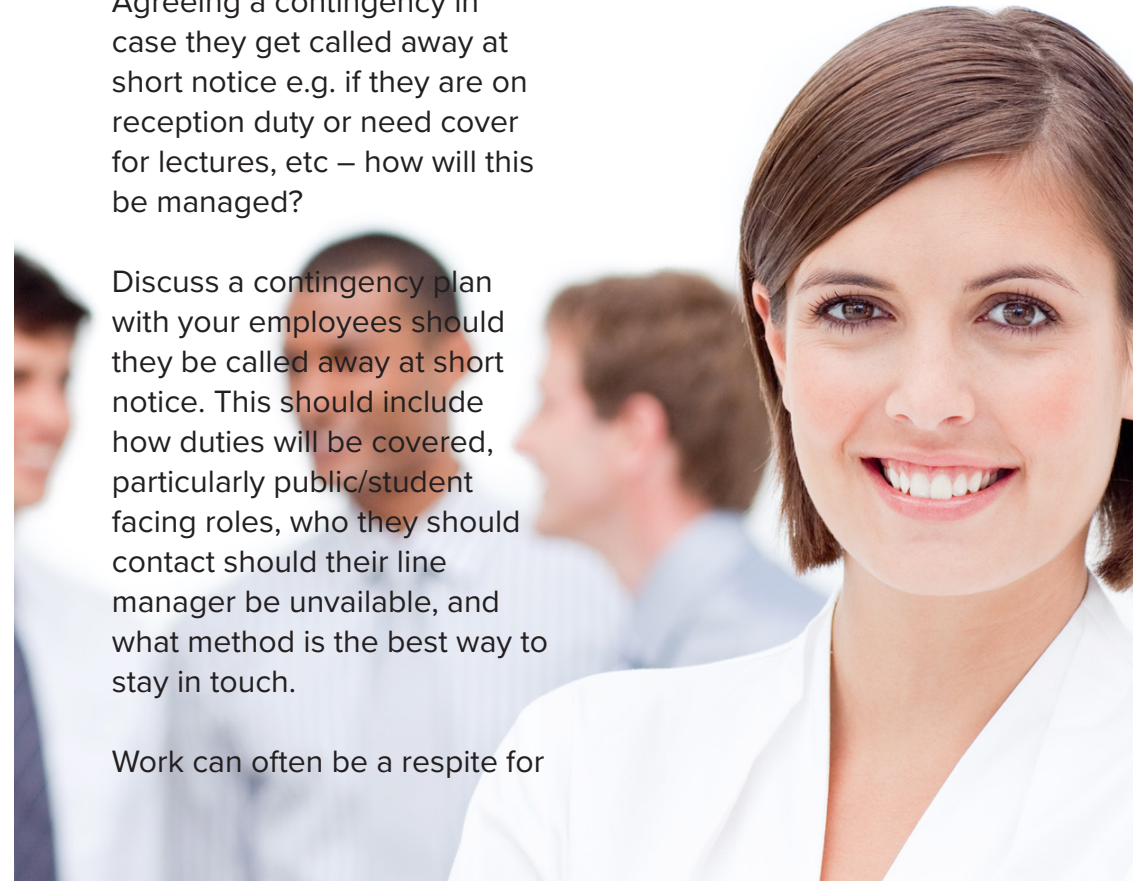 Agreeing a contingency in
case they get called away at
short notice e.g. if they are on
reception duty or need cover
for lectures, etc – how will this
be managed?
Discuss a contingency plan
with your employees should
they be called away at short
notice. This should include
how duties will be covered,
particularly public/student
facing roles, who they should
contact should their line
manager be unvailable, and
what method is the best way to
stay in touch.
Work can often be a respite for